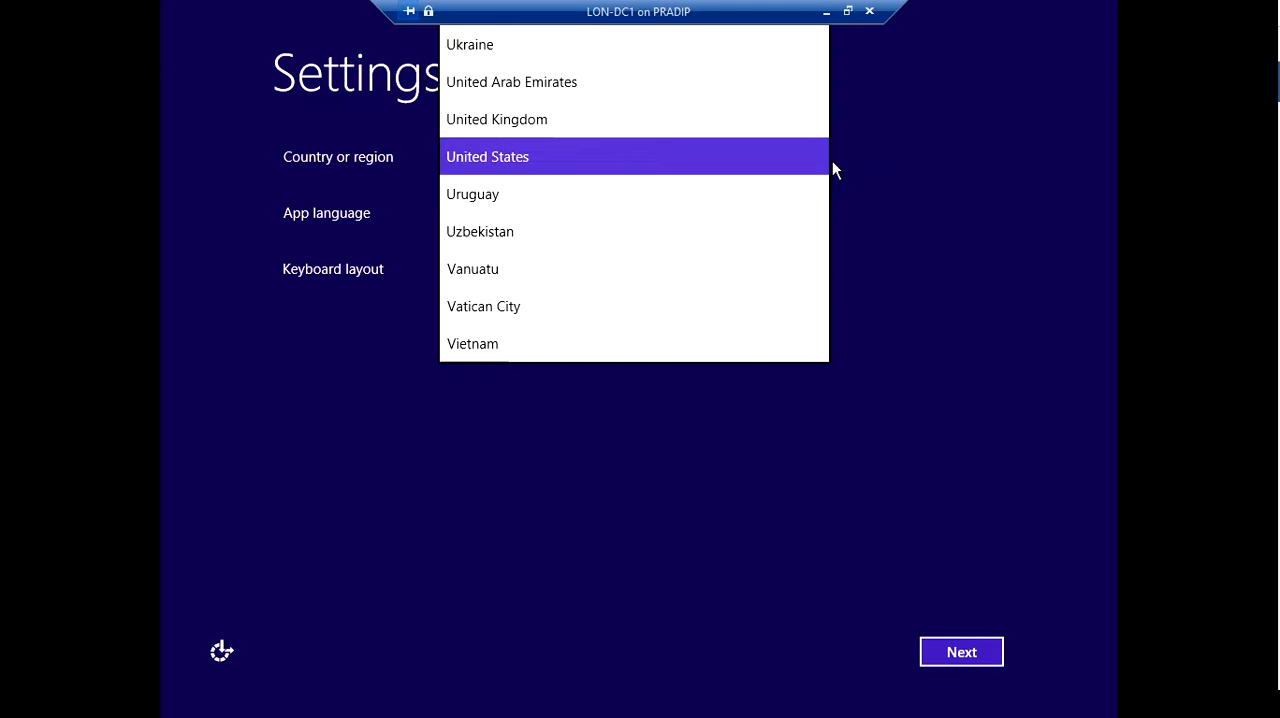 LON-DC1 on PRADIP
Settings
Ukraine
United Arab Emirates
United Kingdom
Country or region
United States
Uruguay
App language
Uzbekistan
Keyboard layout
Vanuatu
Vatican City
Vietnam
Next